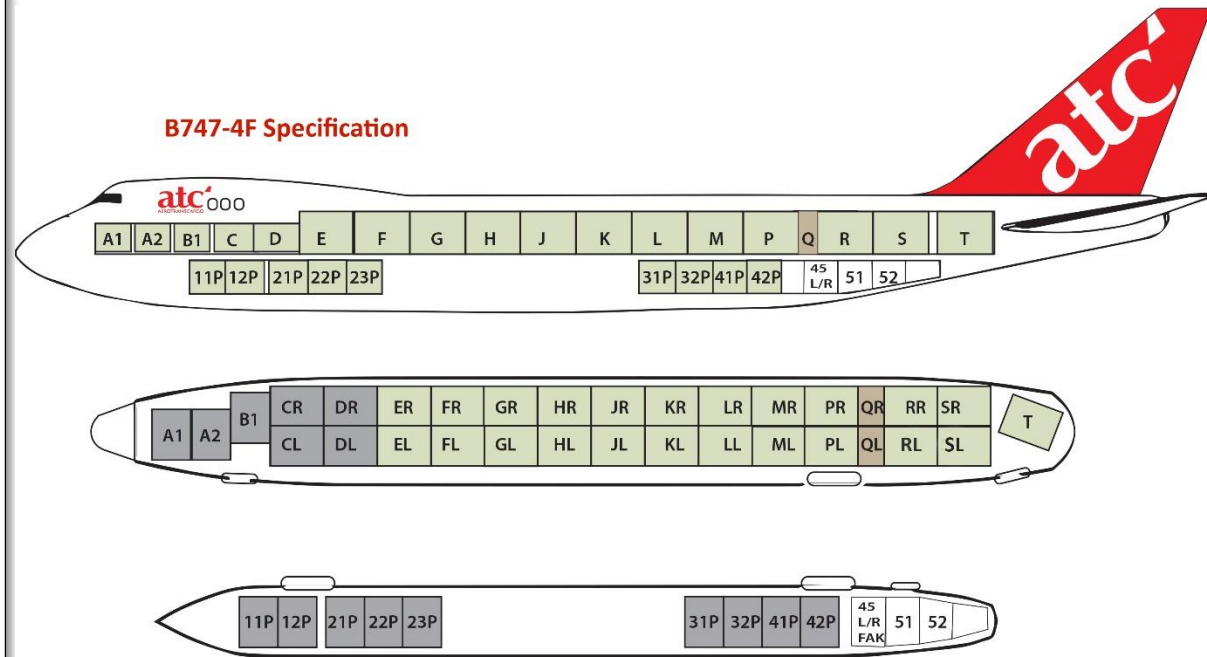 atc'
B747-4F Specification
atc' 000
AEROTRANSCARGO
A1 A2 B1 C D E F G H J K L M P Q R S T
11P 12P 21P 22P 23P 31P 32P 41P 42P 45 L/R 51 52
CR DR ER FR GR HR JR KR LR MR PR QR RR SR
A1 A2 B1 T
CL DL EL FL GL HL JL KL LL ML PL QL RL SL
11P 12P 21P 22P 23P 31P 32P 41P 42P 45 L/R FAK 51 52